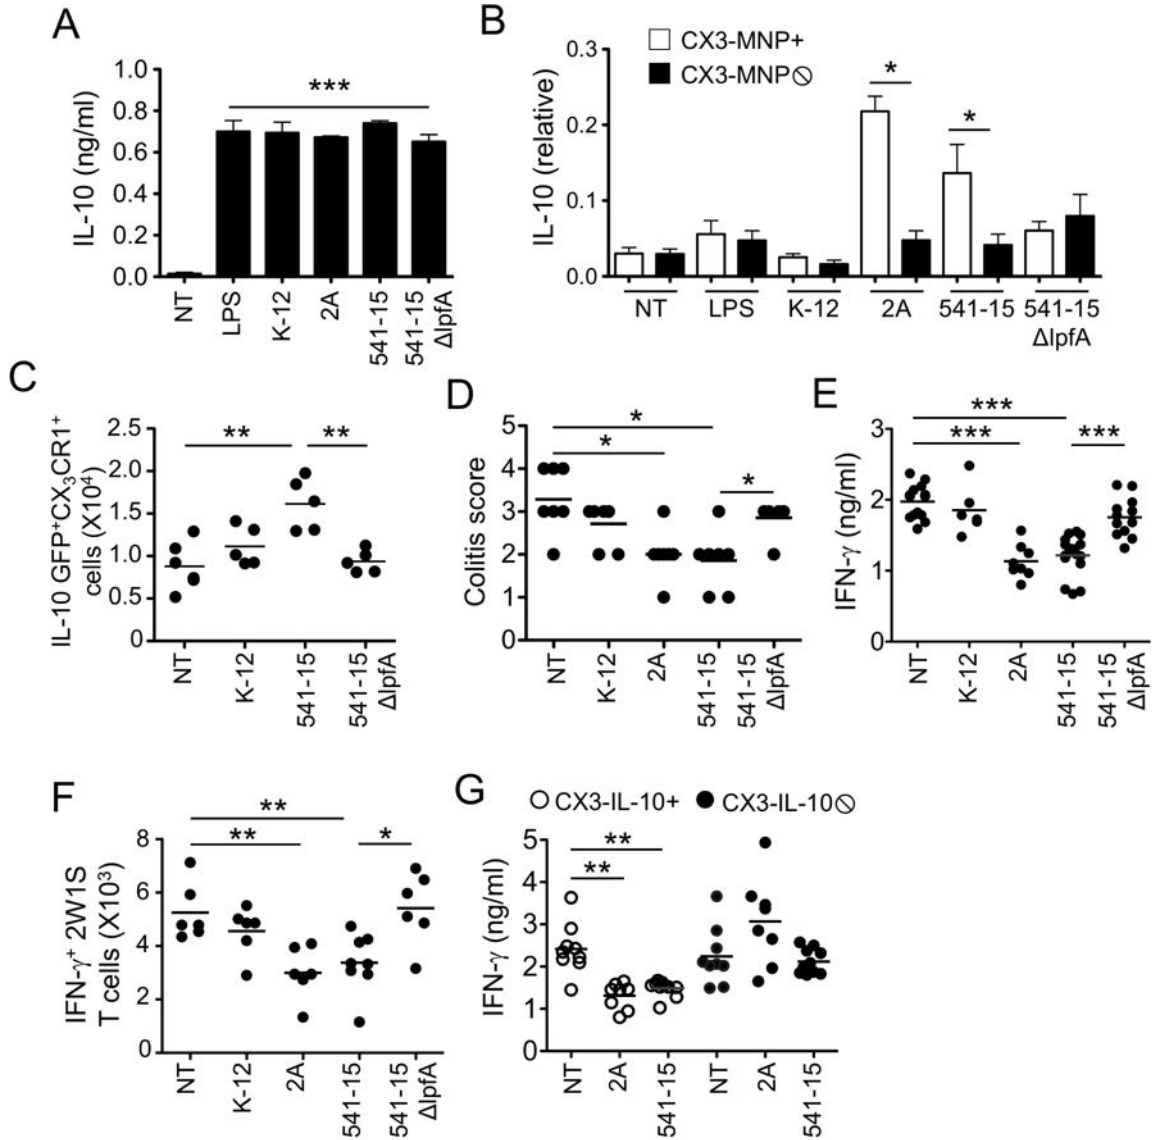 A
IL-10 (ng/ml)
1.0
0.8
0.6
0.4
0.2
0.0
***
NT
LPS
K-12
2A
541-15
541-15
ΔlpfA
B
CX3-MNP+
CX3-MNP⦸
IL-10 (relative)
0.3
0.2
0.1
0.0
*
*
NT
LPS
K-12
2A
541-15
541-15
ΔlpfA
C
IL-10 GFP⁺CX₃CR1⁺
cells (X10⁴)
2.5
2.0
1.5
1.0
0.5
0
**
**
NT
K-12
541-15
541-15
ΔlpfA
D
Colitis score
5
4
3
2
1
0
*
*
*
NT
K-12
2A
541-15
541-15
ΔlpfA
E
IFN-γ (ng/ml)
3
2
1
0
***
***
***
NT
K-12
2A
541-15
541-15
ΔlpfA
F
IFN-γ⁺ 2W1S
T cells (X10³)
8
6
4
2
0
**
**
*
NT
K-12
2A
541-15
541-15
ΔlpfA
G
CX3-IL-10+
CX3-IL-10⦸
IFN-γ (ng/ml)
5
4
3
2
1
0
**
**
NT
2A
541-15
NT
2A
541-15